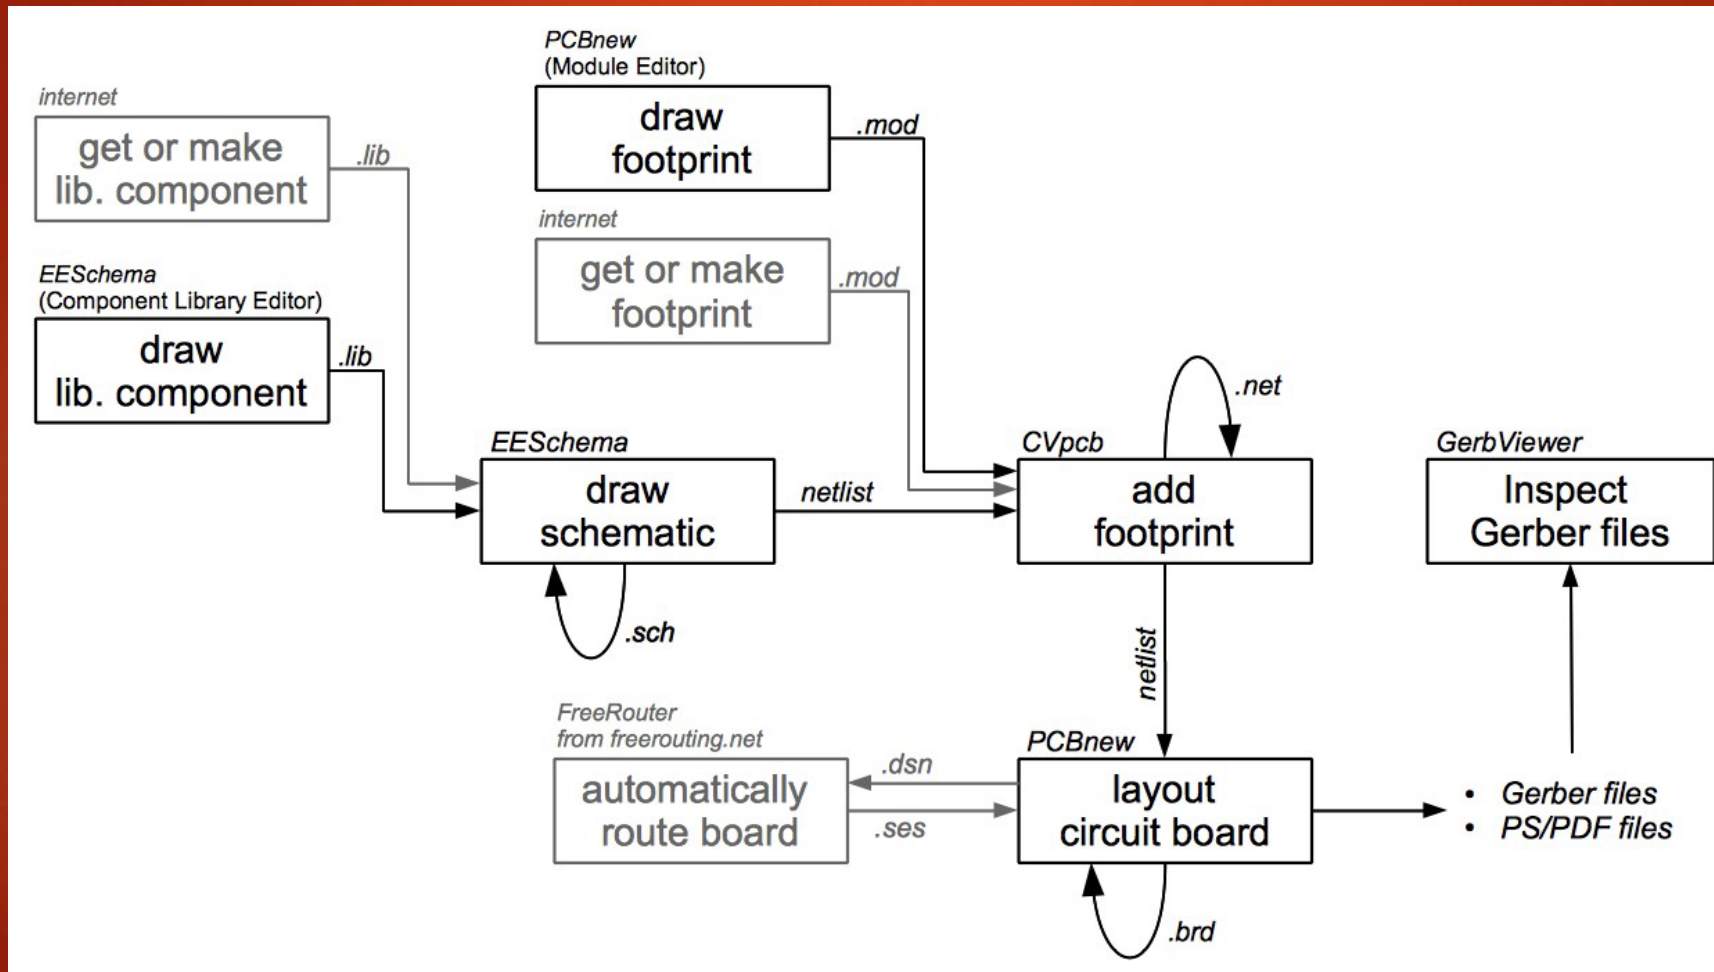 PCBnew
(Module Editor)
draw
footprint
.mod
internet
get or make
lib. component
.lib
internet
get or make
footprint
.mod
EESchema
(Component Library Editor)
draw
lib. component
.lib
EESchema
draw
schematic
.sch
netlist
CVpcb
add
footprint
.net
netlist
GerbViewer
Inspect
Gerber files
FreeRouter
from freerouting.net
automatically
route board
.dsn
.ses
PCBnew
layout
circuit board
.brd
• Gerber files
• PS/PDF files